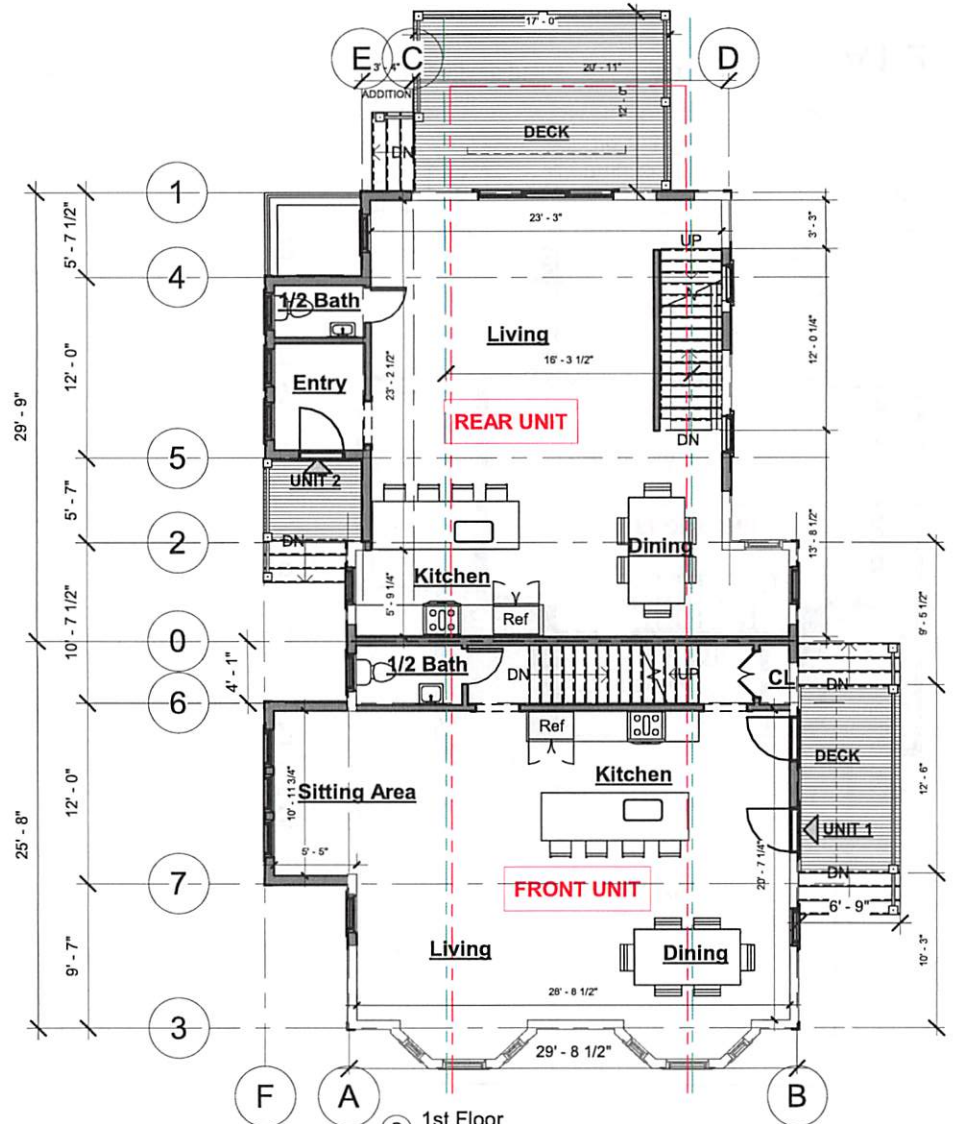 17' - 0"
E
C
D
3' - 4"
20' - 11"
ADDITION
12' - 0"
DECK
DN
1
23' - 3"
3' - 3"
5' - 7 1/2"
UP
4
1/2 Bath
Living
12' - 0 1/4"
16' - 3 1/2"
12' - 0"
Entry
23' - 2 1/2"
29' - 9"
REAR UNIT
DN
5
UNIT 2
5' - 7"
13' - 8 1/2"
2
DN
Dining
Kitchen
5' - 9 1/4"
Ref
9' - 5 1/2"
10' - 7 1/2"
0
4' - 1"
1/2 Bath
DN
UP
CL
DN
6
Ref
DECK
Kitchen
12' - 6"
Sitting Area
10' - 11 3/4"
12' - 0"
UNIT 1
25' - 8"
5' - 5"
20' - 7 1/4"
DN
7
FRONT UNIT
6' - 9"
9' - 7"
Living
Dining
10' - 3"
28' - 8 1/2"
3
29' - 8 1/2"
F
A
B
1st Floor